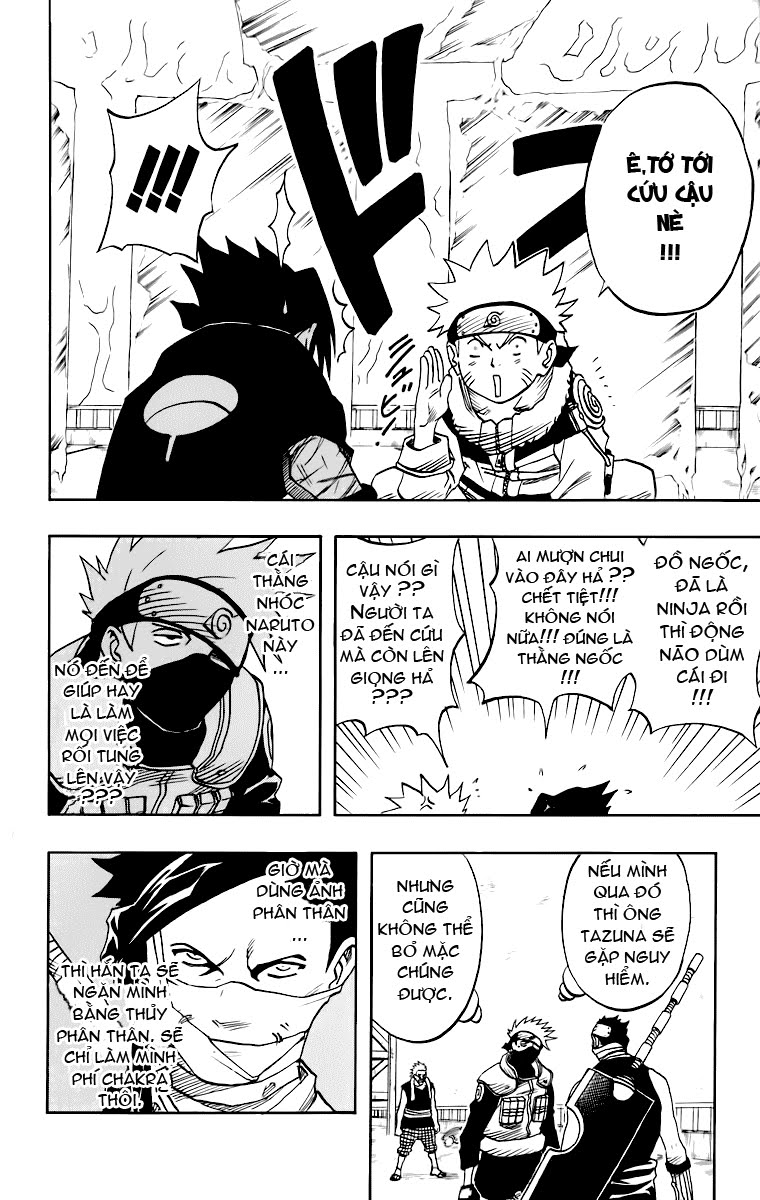 Ê,TỚ TỚI
CỨU CẬU
NÈ
!!!
ド
!!!
ギュピ
ĐỒ NGỐC,
ĐÃ LÀ
NINJA RỒI
THÌ ĐỘNG
NÃO DÙM
CÁI ĐI
!!!
AI MƯỢN CHUI
VÀO ĐÂY HẢ ??
CHẾT TIỆT!!!
KHÔNG NÓI
NỮA!!! ĐÚNG LÀ
THẰNG NGỐC
!!!
CẬU NÓI GÌ
VẬY ??
NGƯỜI TA
ĐÃ ĐẾN CỨU
MÀ CÒN LÊN
GIỌNG HẢ
???
CÁI
THẰNG
NHÓC
NARUTO
NÀY
...
NÓ ĐẾN ĐỂ
GIÚP HAY
LÀ LÀM
MỌI VIỆC
RỐI TUNG
LÊN VẬY
???
NẾU MÌNH
QUA ĐÓ
THÌ ÔNG
TAZUNA SẼ
GẶP NGUY
HIỂM.
NHƯNG
CŨNG
KHÔNG THỂ
BỎ MẶC
CHÚNG
ĐƯỢC.
GIỜ MÀ
DÙNG ẢNH
PHÂN THÂN
...
THÌ HẮN TA SẼ
NGĂN MÌNH
BẰNG THỦY
PHÂN THÂN. SẼ
CHỈ LÀM MÌNH
PHÍ CHAKRA
THÔI.